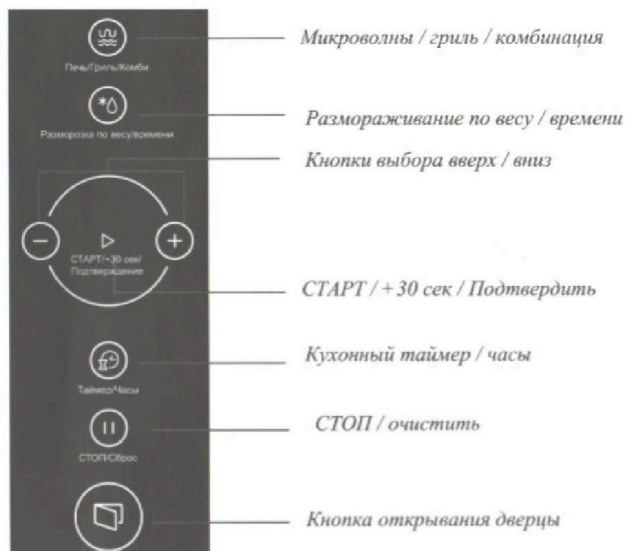 Микроволны / гриль / комбинация
Печь/Гриль/Комби
Размораживание по весу / времени
Разморозка по весу/времени
Кнопки выбора вверх / вниз
СТАРТ/+30 сек/
Подтверждение
СТАРТ / +30 сек / Подтвердить
Кухонный таймер / часы
Таймер/Часы
СТОП / очистить
СТОП/Сброс
Кнопка открывания дверцы